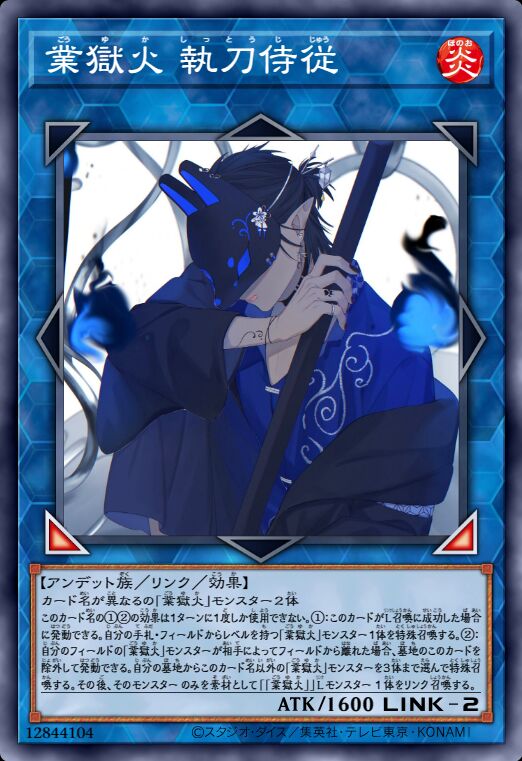 業獄火 執刀侍従
炎
【アンデット族／リンク／効果】
カード名が異なるの「業獄火」モンスター２体
このカード名の①②の効果は1ターンに1度しか使用できない。①:このカードがL召喚に成功した場合
に発動できる。自分の手札・フィールドからレベルを持つ「業獄火」モンスター1体を特殊召喚する。②:
自分のフィールドの「業獄火」モンスターが相手によってフィールドから離れた場合、墓地のこのカードを
除外して発動できる。自分の墓地からこのカード名以外の「業獄火」モンスターを３体まで選んで特殊召
喚する。その後、そのモンスターのみを素材として「「業獄火」」Lモンスター１体をリンク召喚する。
ATK/1600 LINK-2
12844104 ©スタジオ・ダイス/集英社・テレビ東京・KONAMI